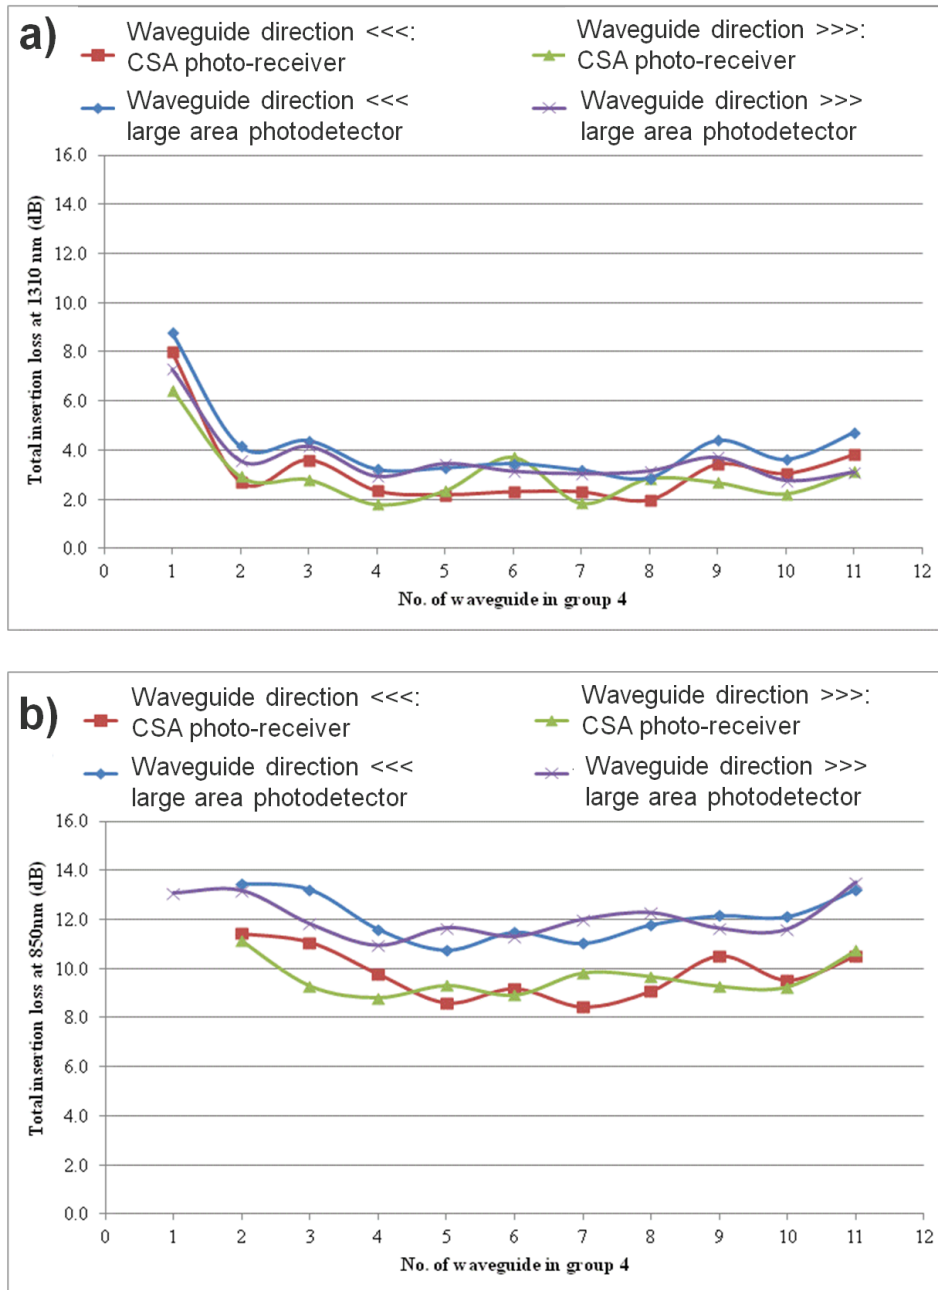 a)
Waveguide direction <<<:
CSA photo-receiver
Waveguide direction >>>:
CSA photo-receiver
Waveguide direction <<<
large area photodetector
Waveguide direction >>>
large area photodetector
Total insertion loss at 1310 nm (dB)
16.0
14.0
12.0
10.0
8.0
6.0
4.0
2.0
0.0
0 1 2 3 4 5 6 7 8 9 10 11 12
No. of waveguide in group 4
b)
Waveguide direction <<<:
CSA photo-receiver
Waveguide direction >>>:
CSA photo-receiver
Waveguide direction <<<
large area photodetector
Waveguide direction >>>
large area photodetector
Total insertion loss at 850nm (dB)
16.0
14.0
12.0
10.0
8.0
6.0
4.0
2.0
0.0
0 1 2 3 4 5 6 7 8 9 10 11 12
No. of waveguide in group 4